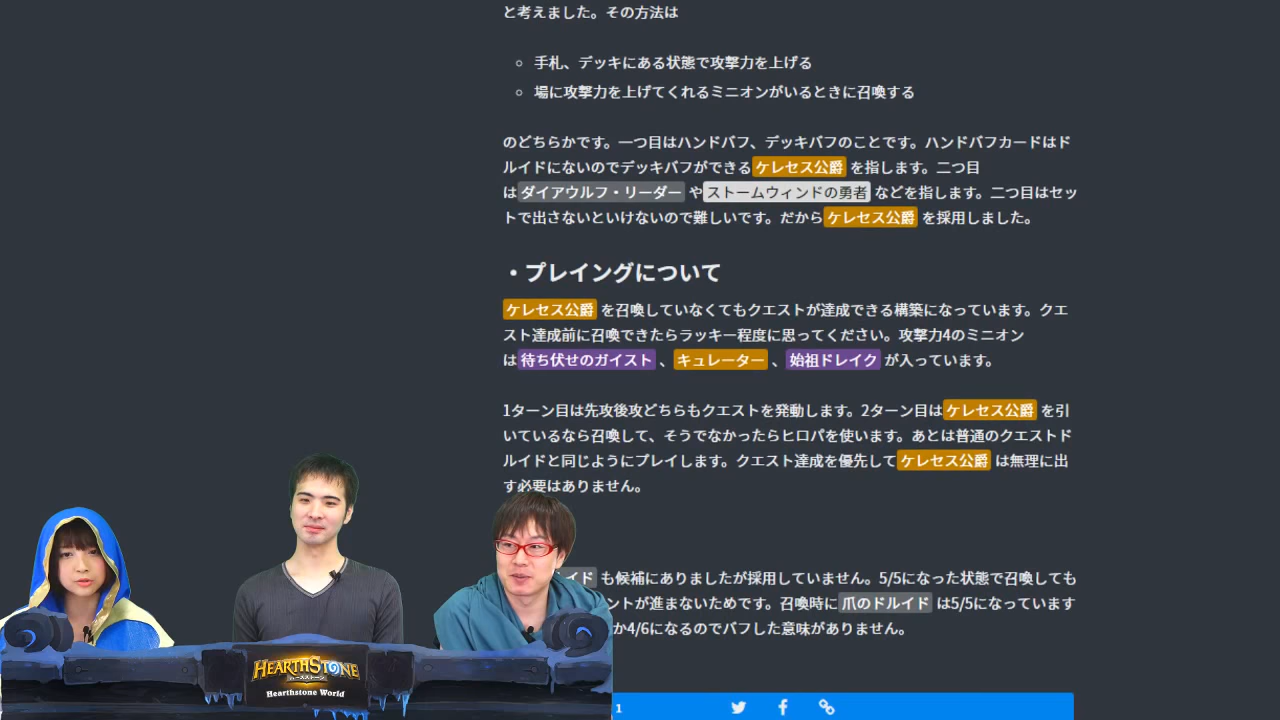 と考えました。その方法は
手札、デッキにある状態で攻撃力を上げる
場に攻撃力を上げてくれるミニオンがいるときに召喚する
のどちらかです。一つ目はハンドバフ、デッキバフのことです。ハンドバフカードはド
ルイドにないのでデッキバフができるケレセス公爵 を指します。二つ目
はダイアウルフ・リーダー やストームウィンドの勇者 などを指します。二つ目はセッ
トで出さないといけないので難しいです。だからケレセス公爵 を採用しました。
・プレイングについて
ケレセス公爵 を召喚していなくてもクエストが達成できる構築になっています。クエ
スト達成前に召喚できたらラッキー程度に思ってください。攻撃力4のミニオン
は待ち伏せのガイスト 、キュレーター 、始祖ドレイク が入っています。
1ターン目は先攻後攻どちらもクエストを発動します。2ターン目はケレセス公爵 を引
いているなら召喚して、そうでなかったらヒロパを使います。あとは普通のクエストド
ルイドと同じようにプレイします。クエスト達成を優先してケレセス公爵 は無理に出
す必要はありません。
イド も候補にありましたが採用していません。5/5になった状態で召喚しても
ントが進まないためです。召喚時に爪のドルイド は5/5になっています
か4/6になるのでバフした意味がありません。
HEARTHSTONE
ハースストーン
Hearthstone World
1